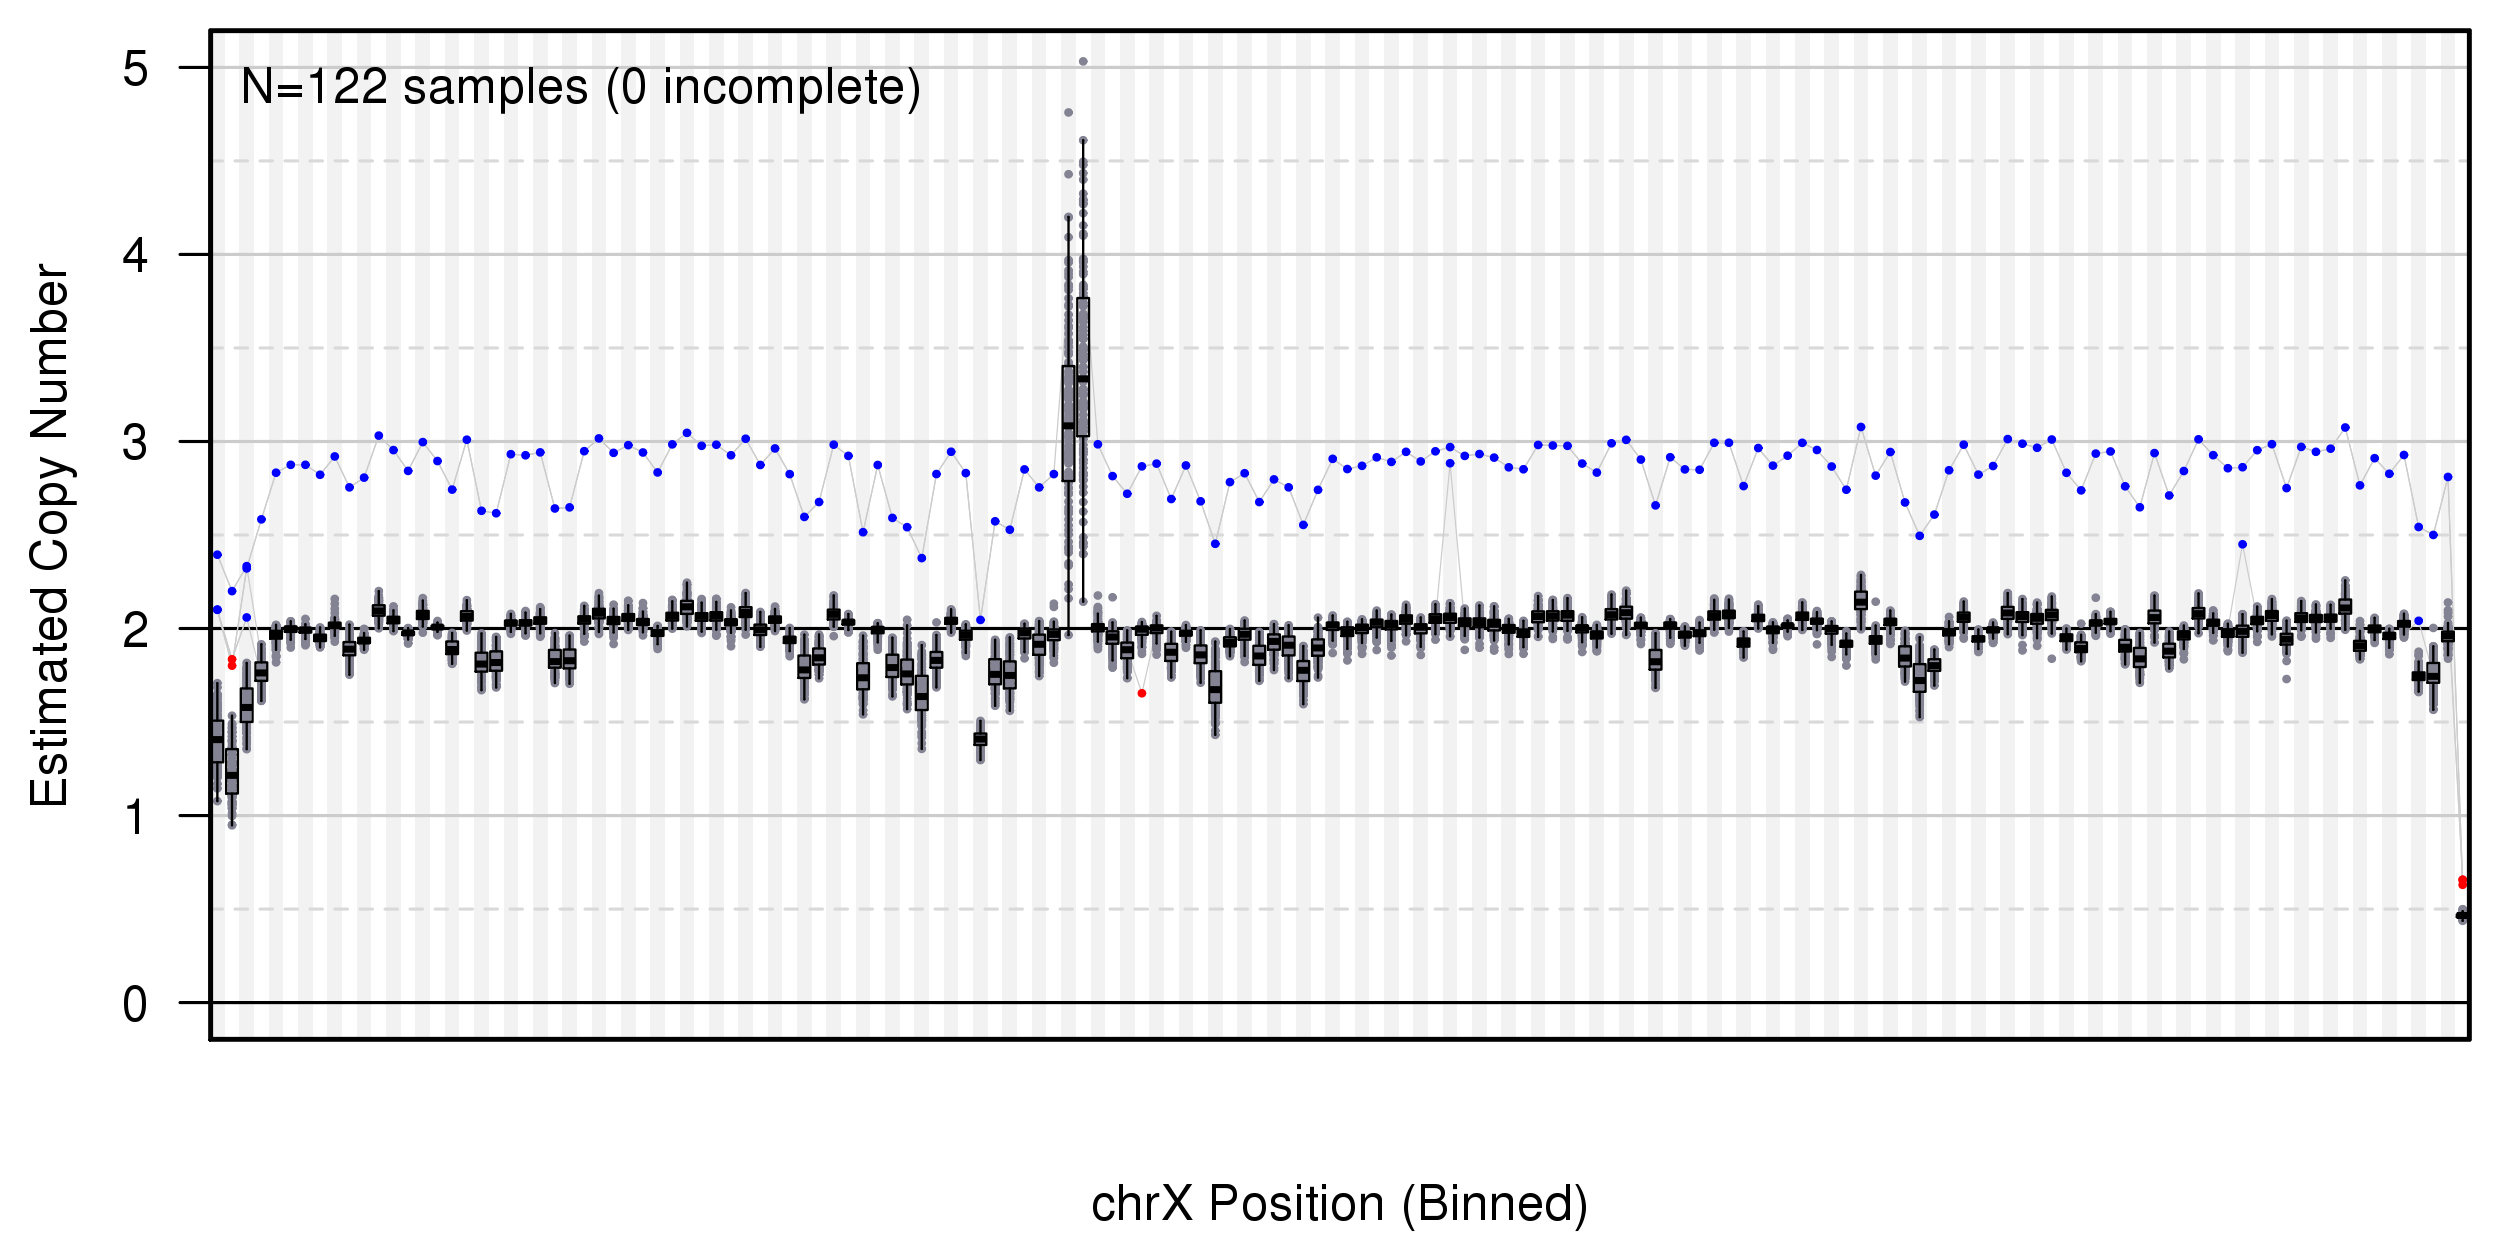 N=122 samples (0 incomplete)
5
4
3
2
1
0
Estimated Copy Number
chrX Position (Binned)